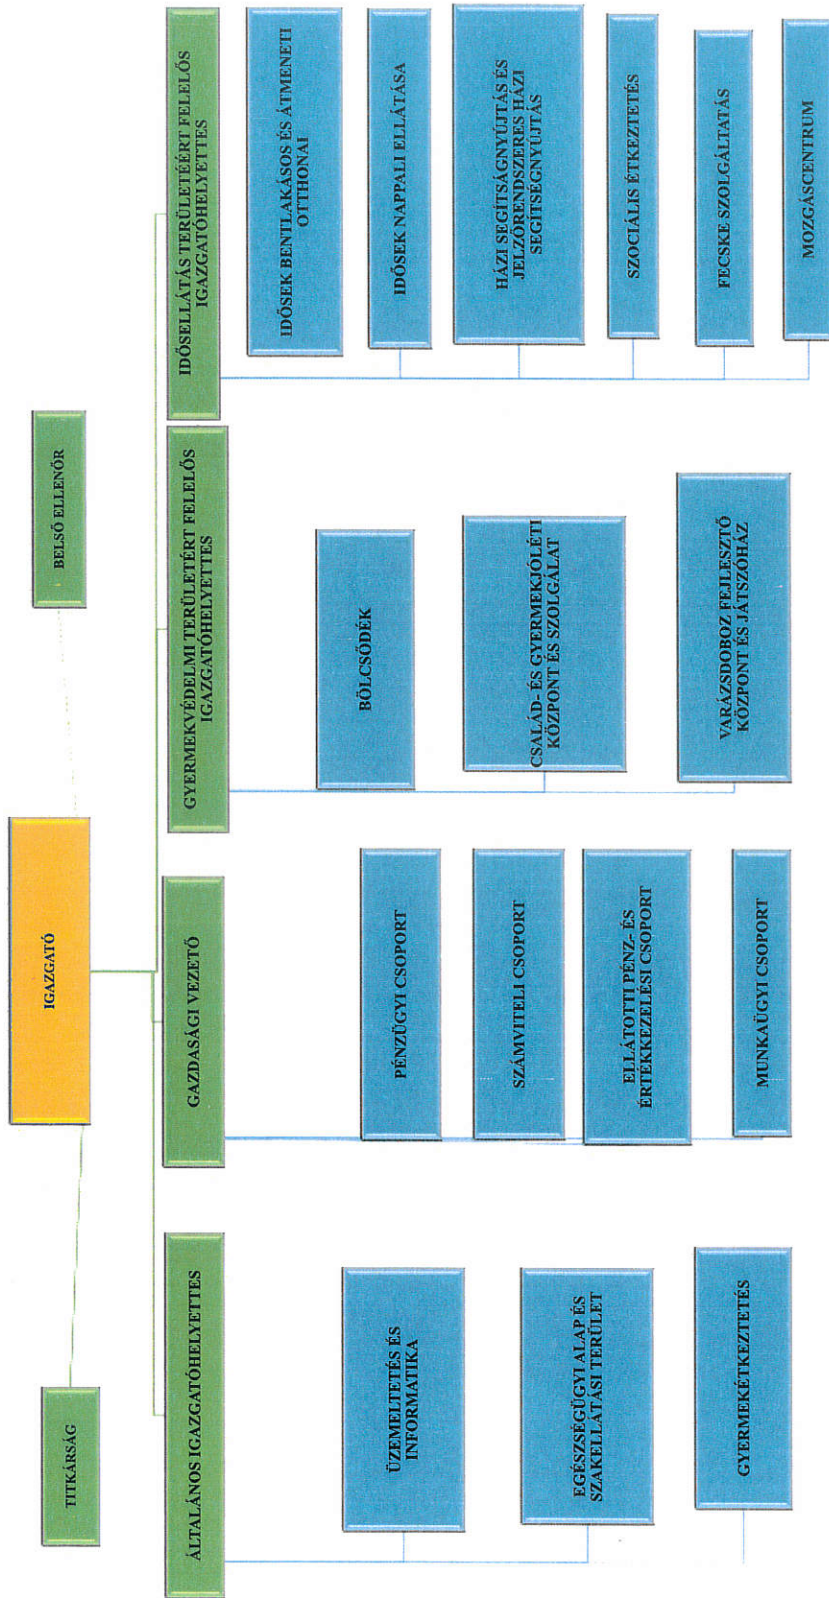 IGAZGATÓ
TITKÁRSÁG
BELSŐ ELLENŐR
ÁLTALÁNOS IGAZGATÓHELYETTES
ÜZEMELTETÉS ÉS
INFORMATIKA
EGÉSZSÉGÜGYI ALAP ÉS
SZAKELLÁTÁSI TERÜLET
GYERMEKÉTKEZTETÉS
GAZDASÁGI VEZETŐ
PÉNZÜGYI CSOPORT
SZÁMVITELI CSOPORT
ELLÁTOTTI PÉNZ- ÉS
ÉRTÉKKEZELÉSI CSOPORT
MUNKAÜGYI CSOPORT
GYERMEKVÉDELMI TERÜLETÉRT FELELŐS
IGAZGATÓHELYETTES
BÖLCSŐDÉK
CSALÁD- ÉS GYERMEKJÓLÉTI
KÖZPONT ÉS SZOLGÁLAT
VARÁZSDOBOZ FEJLESZTŐ
KÖZPONT ÉS JÁTSZÓHÁZ
IDŐSELLÁTÁS TERÜLETÉÉRT FELELŐS
IGAZGATÓHELYETTES
IDŐSEK BENTLAKÁSOS ÉS ÁTMENETI
OTTHONAI
IDŐSEK NAPPALI ELLÁTÁSA
HÁZI SEGÍTSÁGNYÚJTÁS ÉS
JELZŐRENDSZERES HÁZI
SEGÍTSÉGNYUJTÁS
SZOCIÁLIS ÉTKEZTETÉS
FECSKE SZOLGÁLTATÁS
MOZGÁSCENTRUM